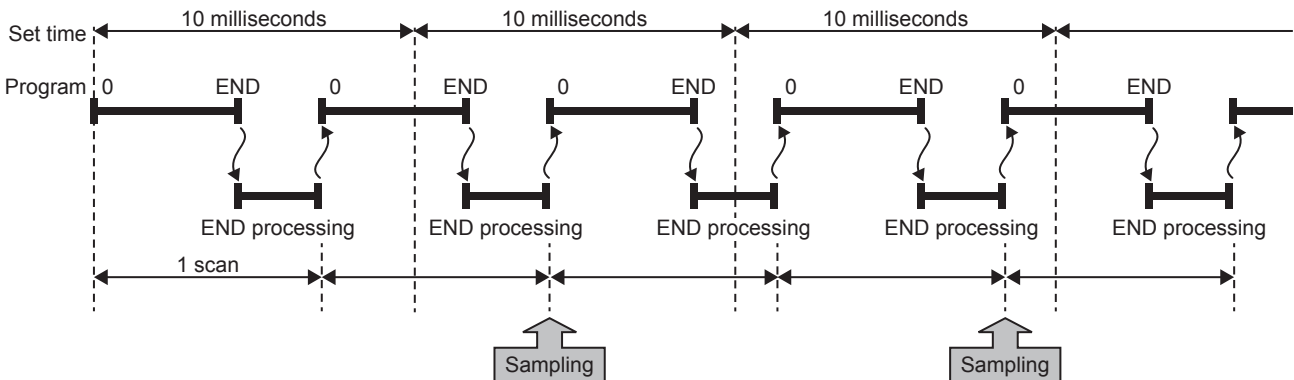 10 milliseconds 10 milliseconds 10 milliseconds
Set time
Program 0 END 0 END 0 END 0 END 0 END
END processing END processing END processing END processing END processing
1 scan
Sampling Sampling